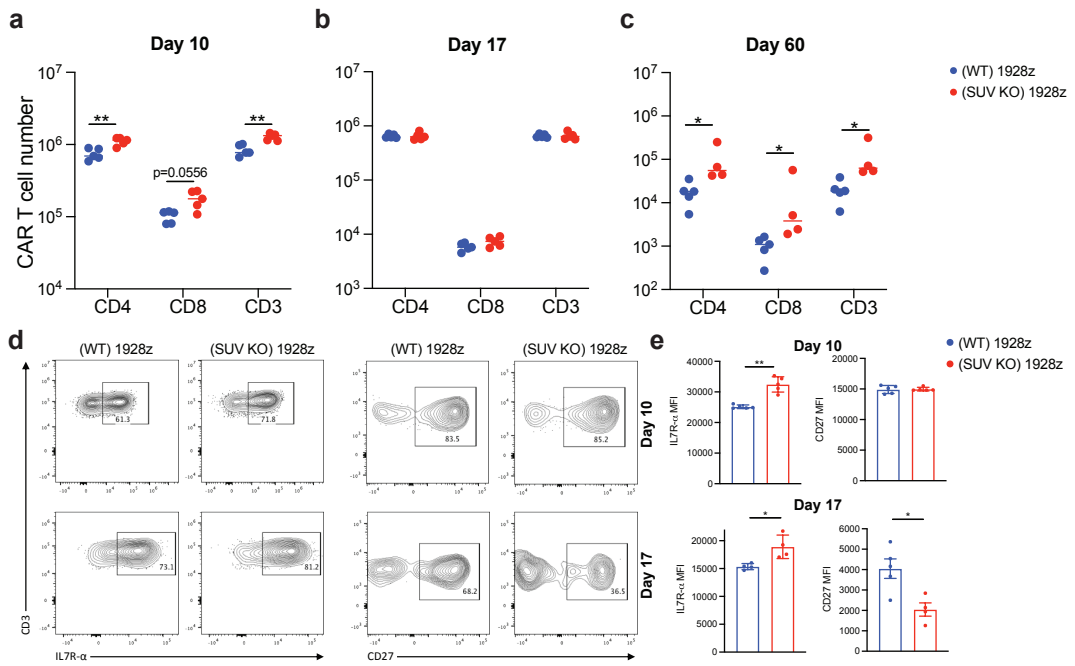 a
Day 10
CAR T cell number
10^7
10^6
10^5
10^4
**
p=0.0556
**
CD4
CD8
CD3
b
Day 17
10^7
10^6
10^5
10^4
10^3
CD4
CD8
CD3
c
Day 60
10^7
10^6
10^5
10^4
10^3
10^2
*
*
*
CD4
CD8
CD3
(WT) 1928z
(SUV KO) 1928z
d
(WT) 1928z
(SUV KO) 1928z
(WT) 1928z
(SUV KO) 1928z
61.3
71.8
83.5
85.2
Day 10
73.1
81.2
68.2
36.5
Day 17
CD3
IL7R-α
CD27
e
Day 10
(WT) 1928z
(SUV KO) 1928z
IL7R-α MFI
40000
30000
20000
10000
0
**
CD27 MFI
20000
15000
10000
5000
0
Day 17
IL7R-α MFI
20000
15000
10000
5000
0
*
CD27 MFI
6000
5000
4000
3000
2000
1000
0
*